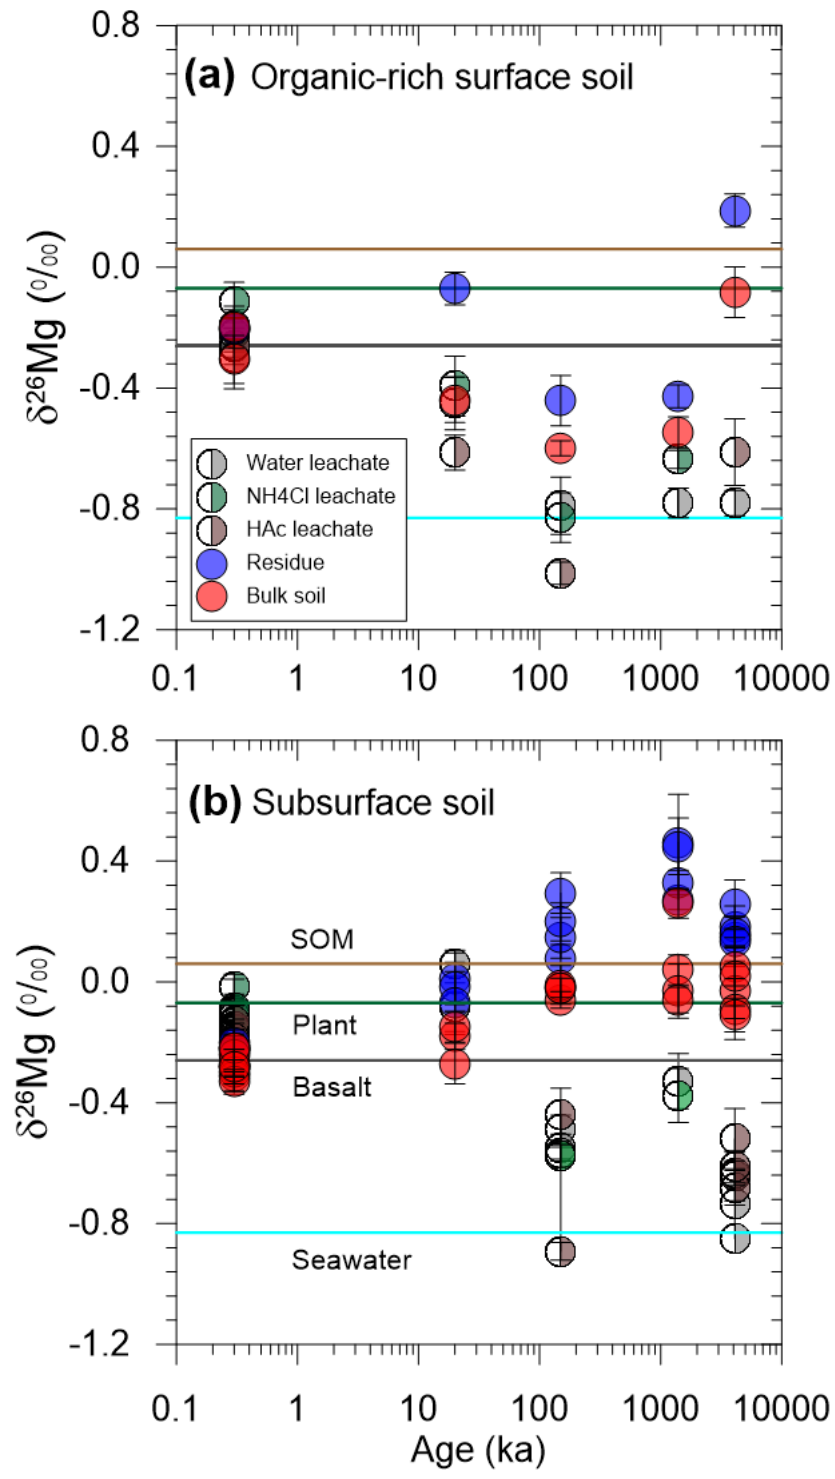 (a) Organic-rich surface soil
δ26Mg (0/00)
0.8
0.4
0.0
-0.4
-0.8
-1.2
Water leachate
NH4Cl leachate
HAc leachate
Residue
Bulk soil
0.1 1 10 100 1000 10000
(b) Subsurface soil
δ26Mg (0/00)
0.8
0.4
0.0
-0.4
-0.8
-1.2
SOM
Plant
Basalt
Seawater
0.1 1 10 100 1000 10000
Age (ka)